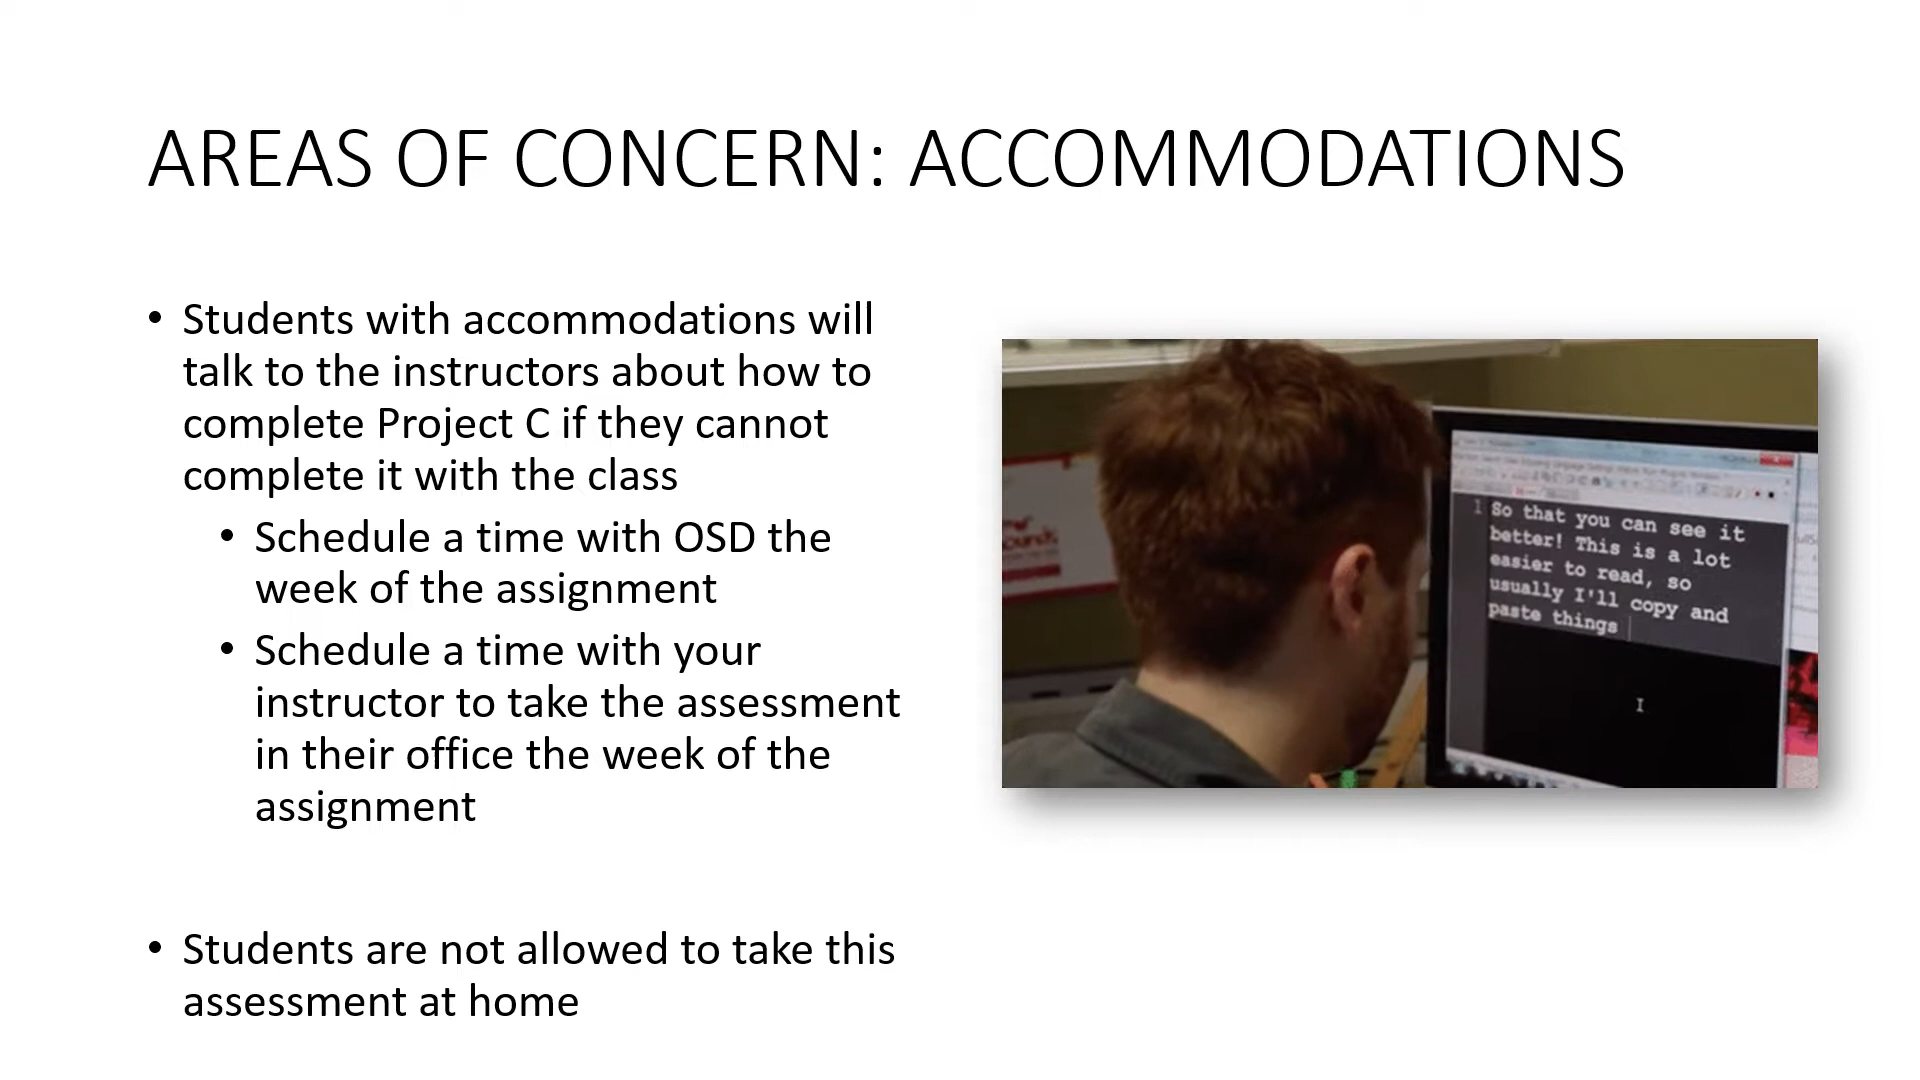 AREAS OF CONCERN: ACCOMMODATIONS
• Students with accommodations will
talk to the instructors about how to
complete Project C if they cannot
complete it with the class
• Schedule a time with OSD the
week of the assignment
• Schedule a time with your
instructor to take the assessment
in their office the week of the
assignment
• Students are not allowed to take this
assessment at home
1 So that you can see it
better! This is a lot
easier to read, so
usually I'll copy and
paste things